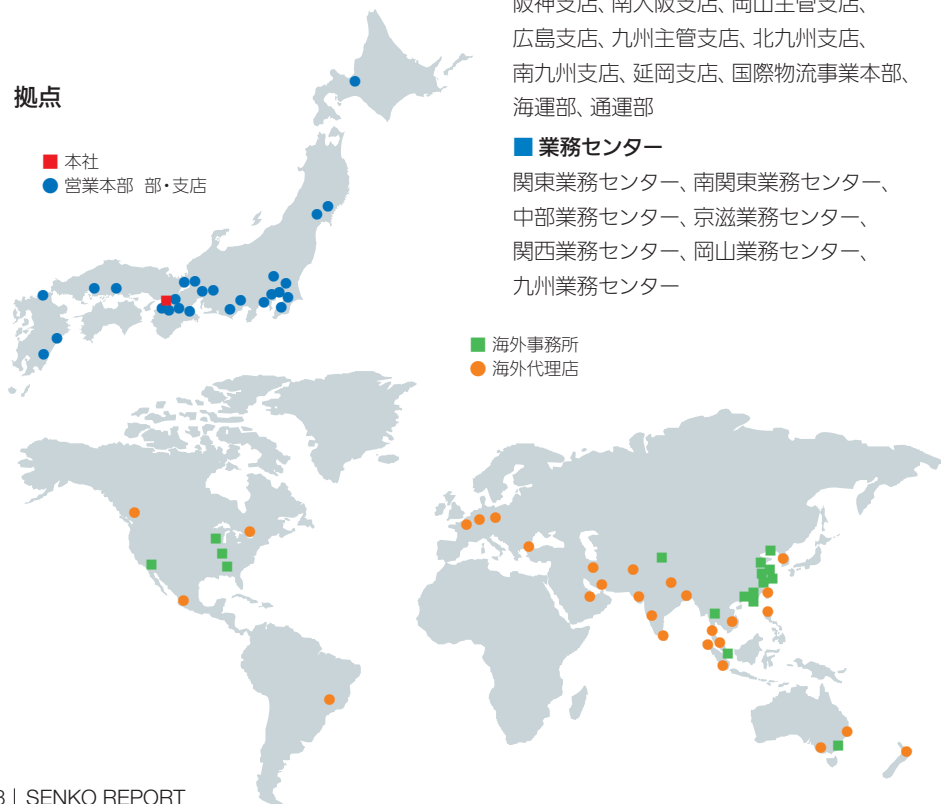 阪神支店、南大阪支店、岡山主管支店、
広島支店、九州主管支店、北九州支店、
南九州支店、延岡支店、国際物流事業本部、
海運部、通運部
拠点
本社
営業本部 部・支店
業務センター
関東業務センター、南関東業務センター、
中部業務センター、京滋業務センター、
関西業務センター、岡山業務センター、
九州業務センター
海外事務所
海外代理店
| SENKO REPORT